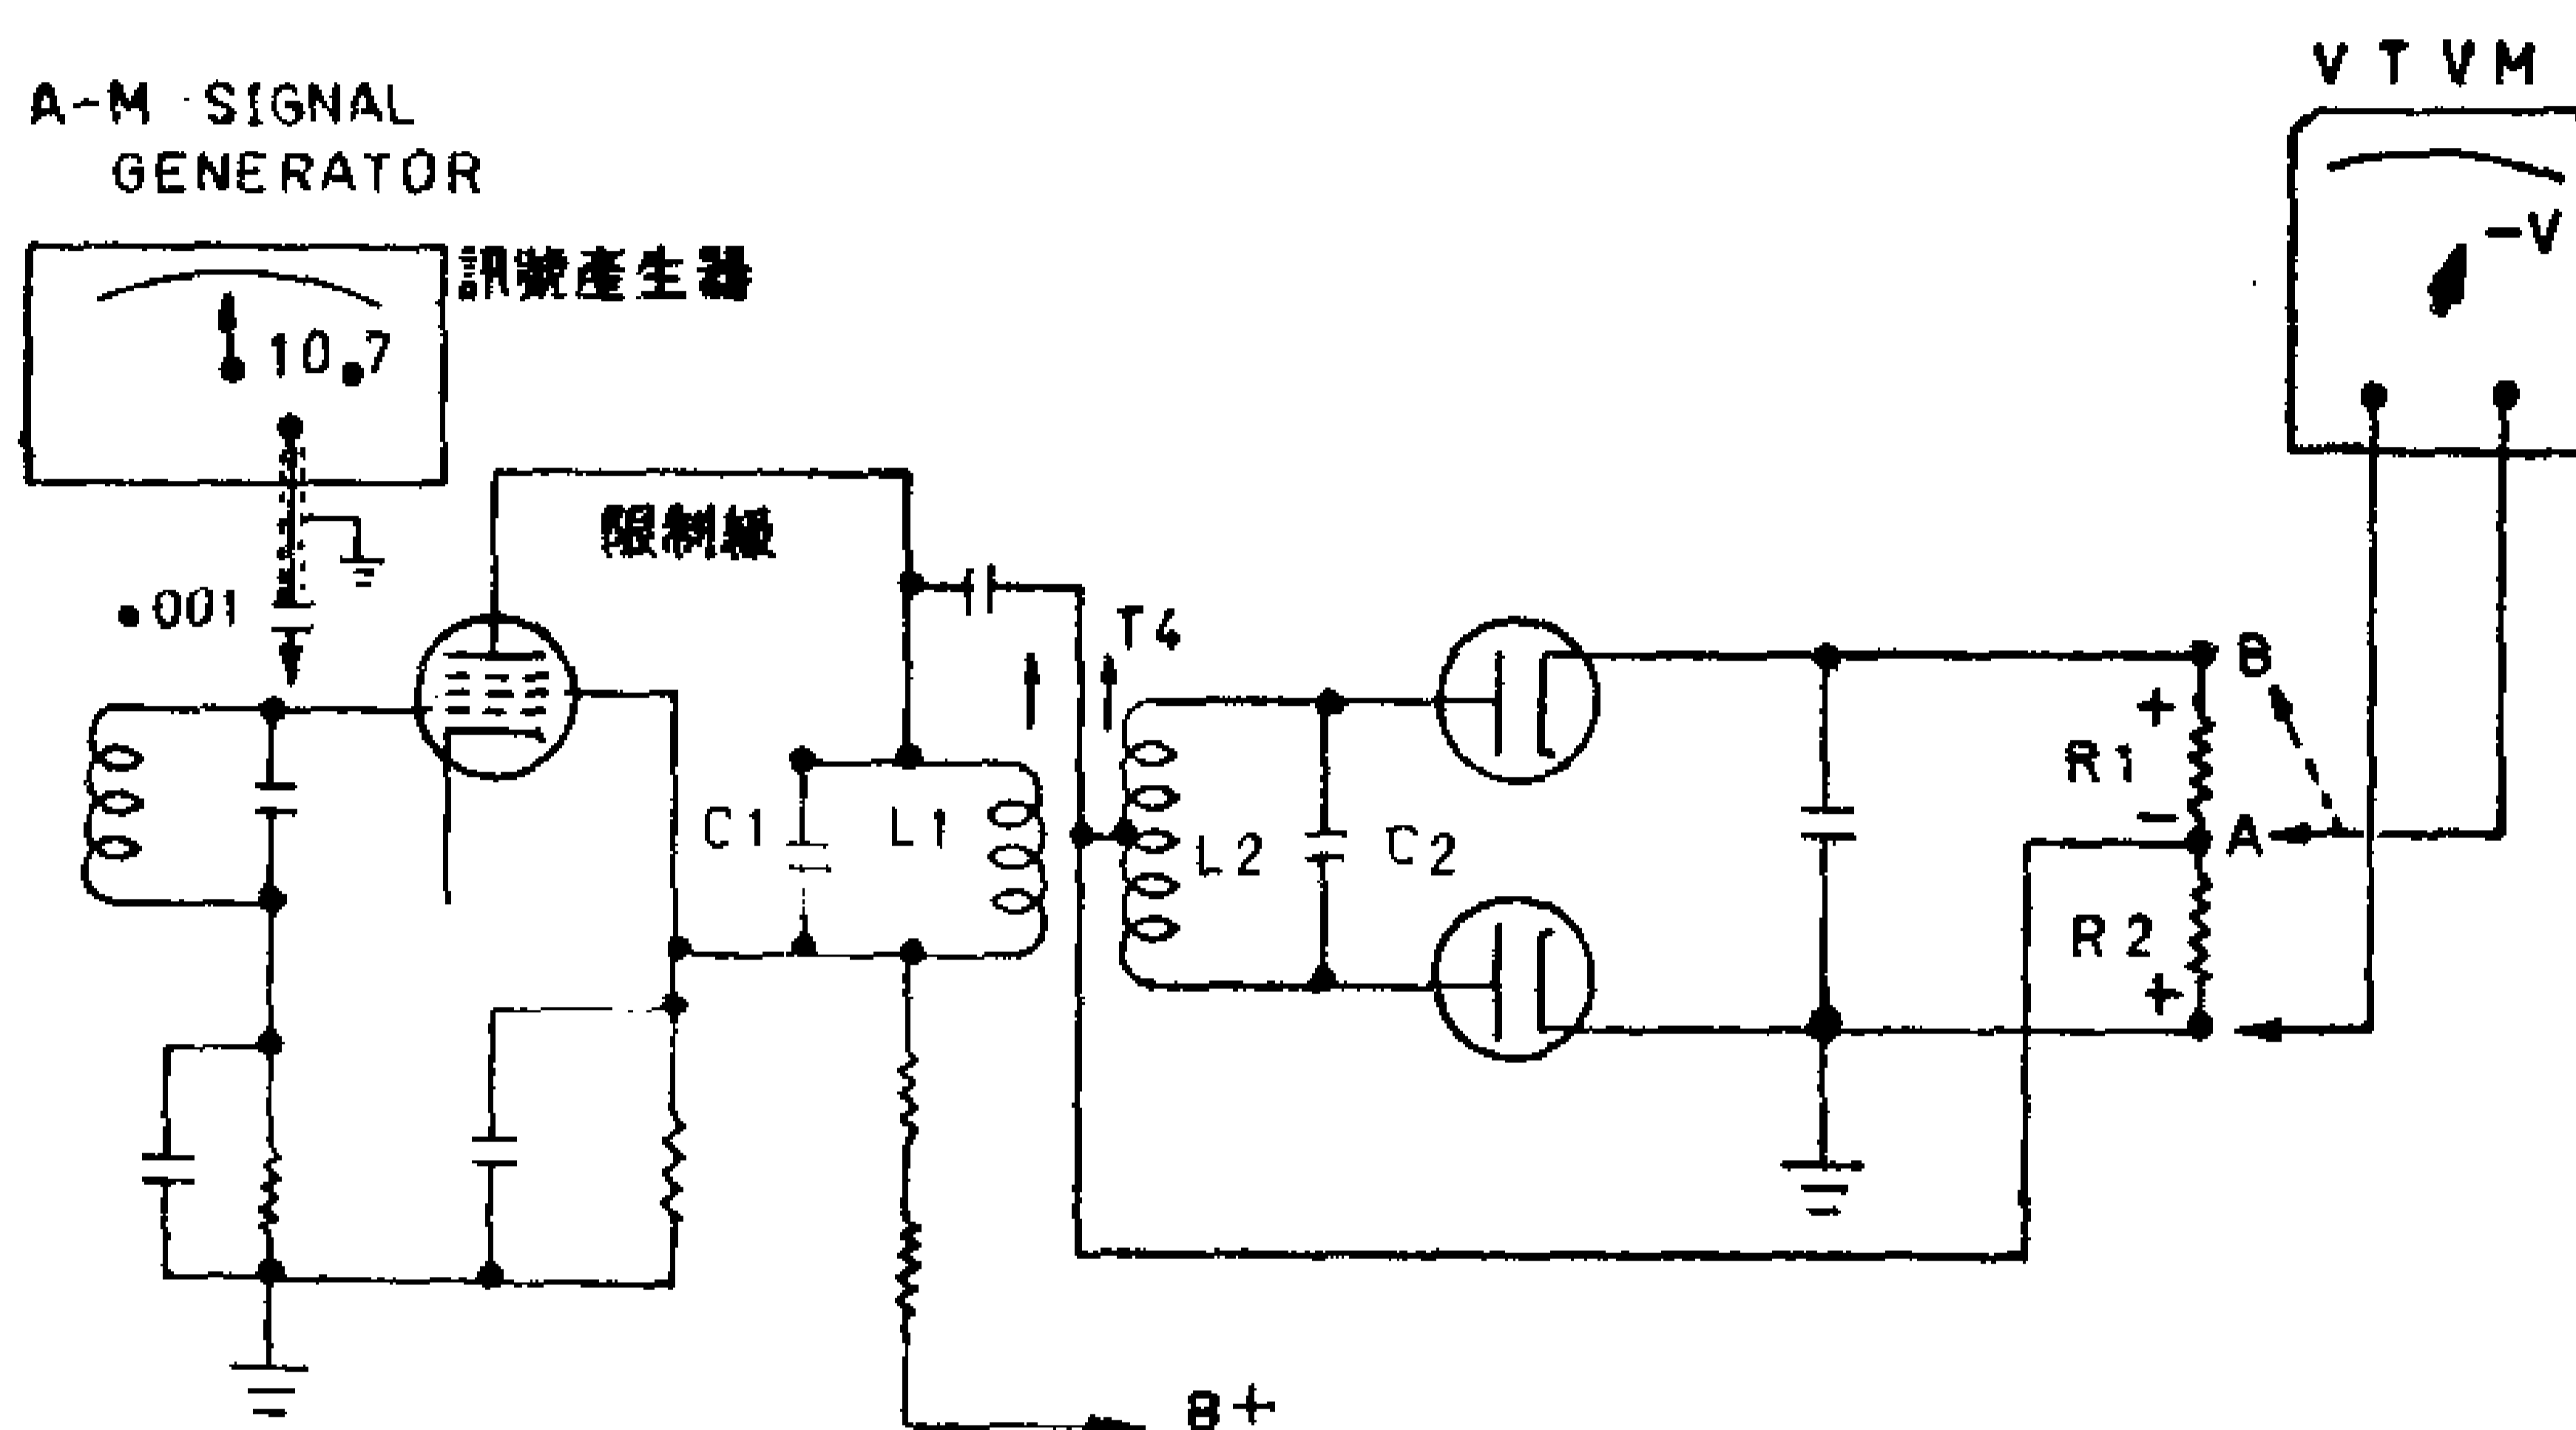 V T V M
A-M SIGNAL
GENERATOR
訊號產生器
-V
10.7
限制級
.001
T4
B
+
R1
-
A
C1
L1
L2
C2
R2
+
B+